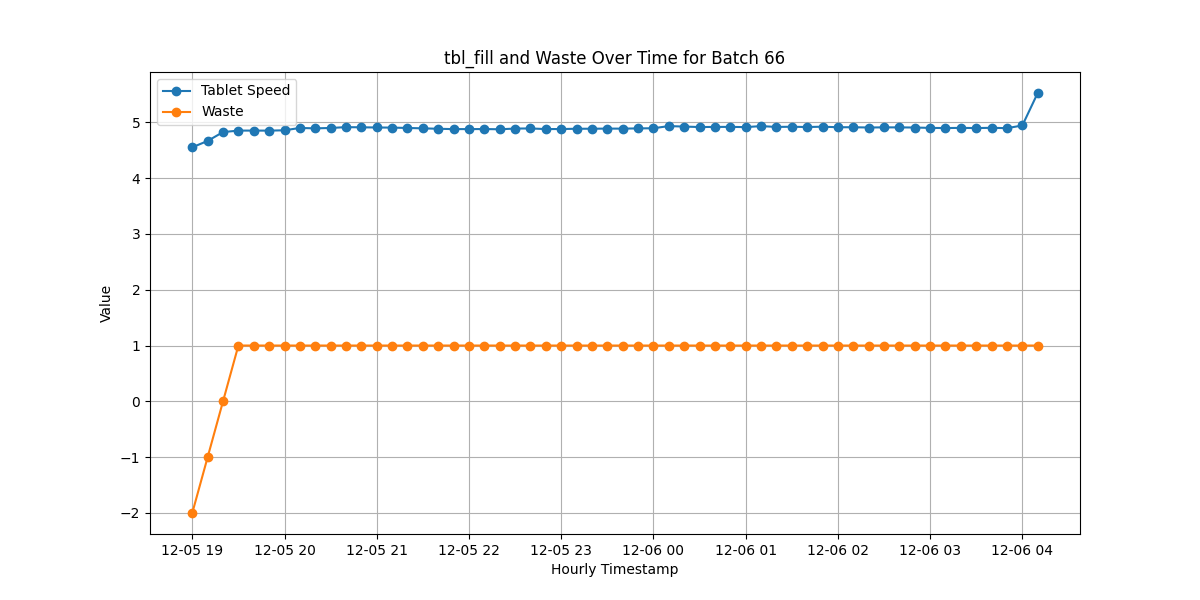 tbl_fill and Waste Over Time for Batch 66
Tablet Speed
Waste
5
4
3
2
1
0
−1
−2
Value
12-05 19 12-05 20 12-05 21 12-05 22 12-05 23 12-06 00 12-06 01 12-06 02 12-06 03 12-06 04
Hourly Timestamp